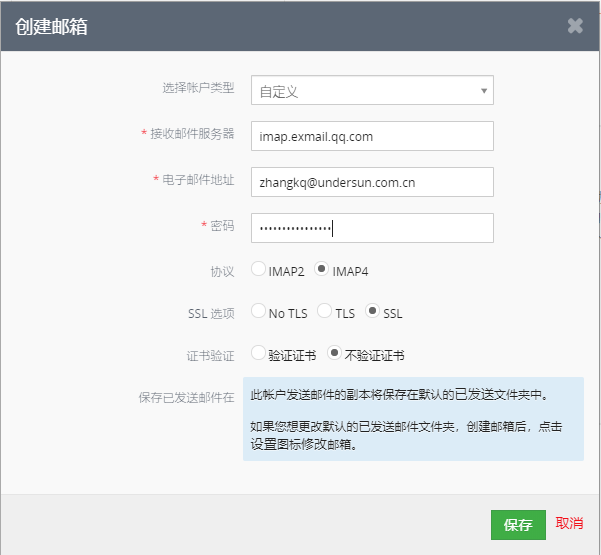 创建邮箱
选择帐户类型 自定义
* 接收邮件服务器 imap.exmail.qq.com
* 电子邮件地址 zhangkq@undersun.com.cn
* 密码 ••••••••••••••••
协议 IMAP2 IMAP4
SSL 选项 No TLS TLS SSL
证书验证 验证证书 不验证证书
保存已发送邮件在 此帐户发送邮件的副本将保存在默认的已发送文件夹中。
如果您想更改默认的已发送邮件文件夹，创建邮箱后，点击
设置图标修改邮箱。
保存 取消